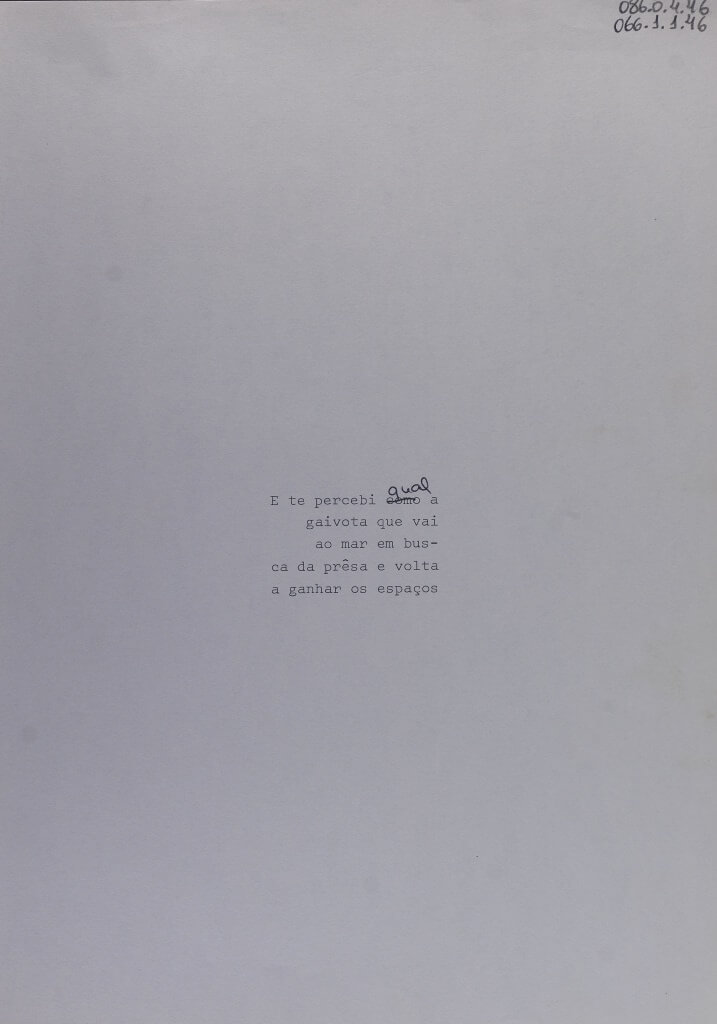 086.0.4.46
066.1.1.46
qual
E te percebi como a
gaivota que vai
ao mar em bus-
ca da prêsa e volta
a ganhar os espaços